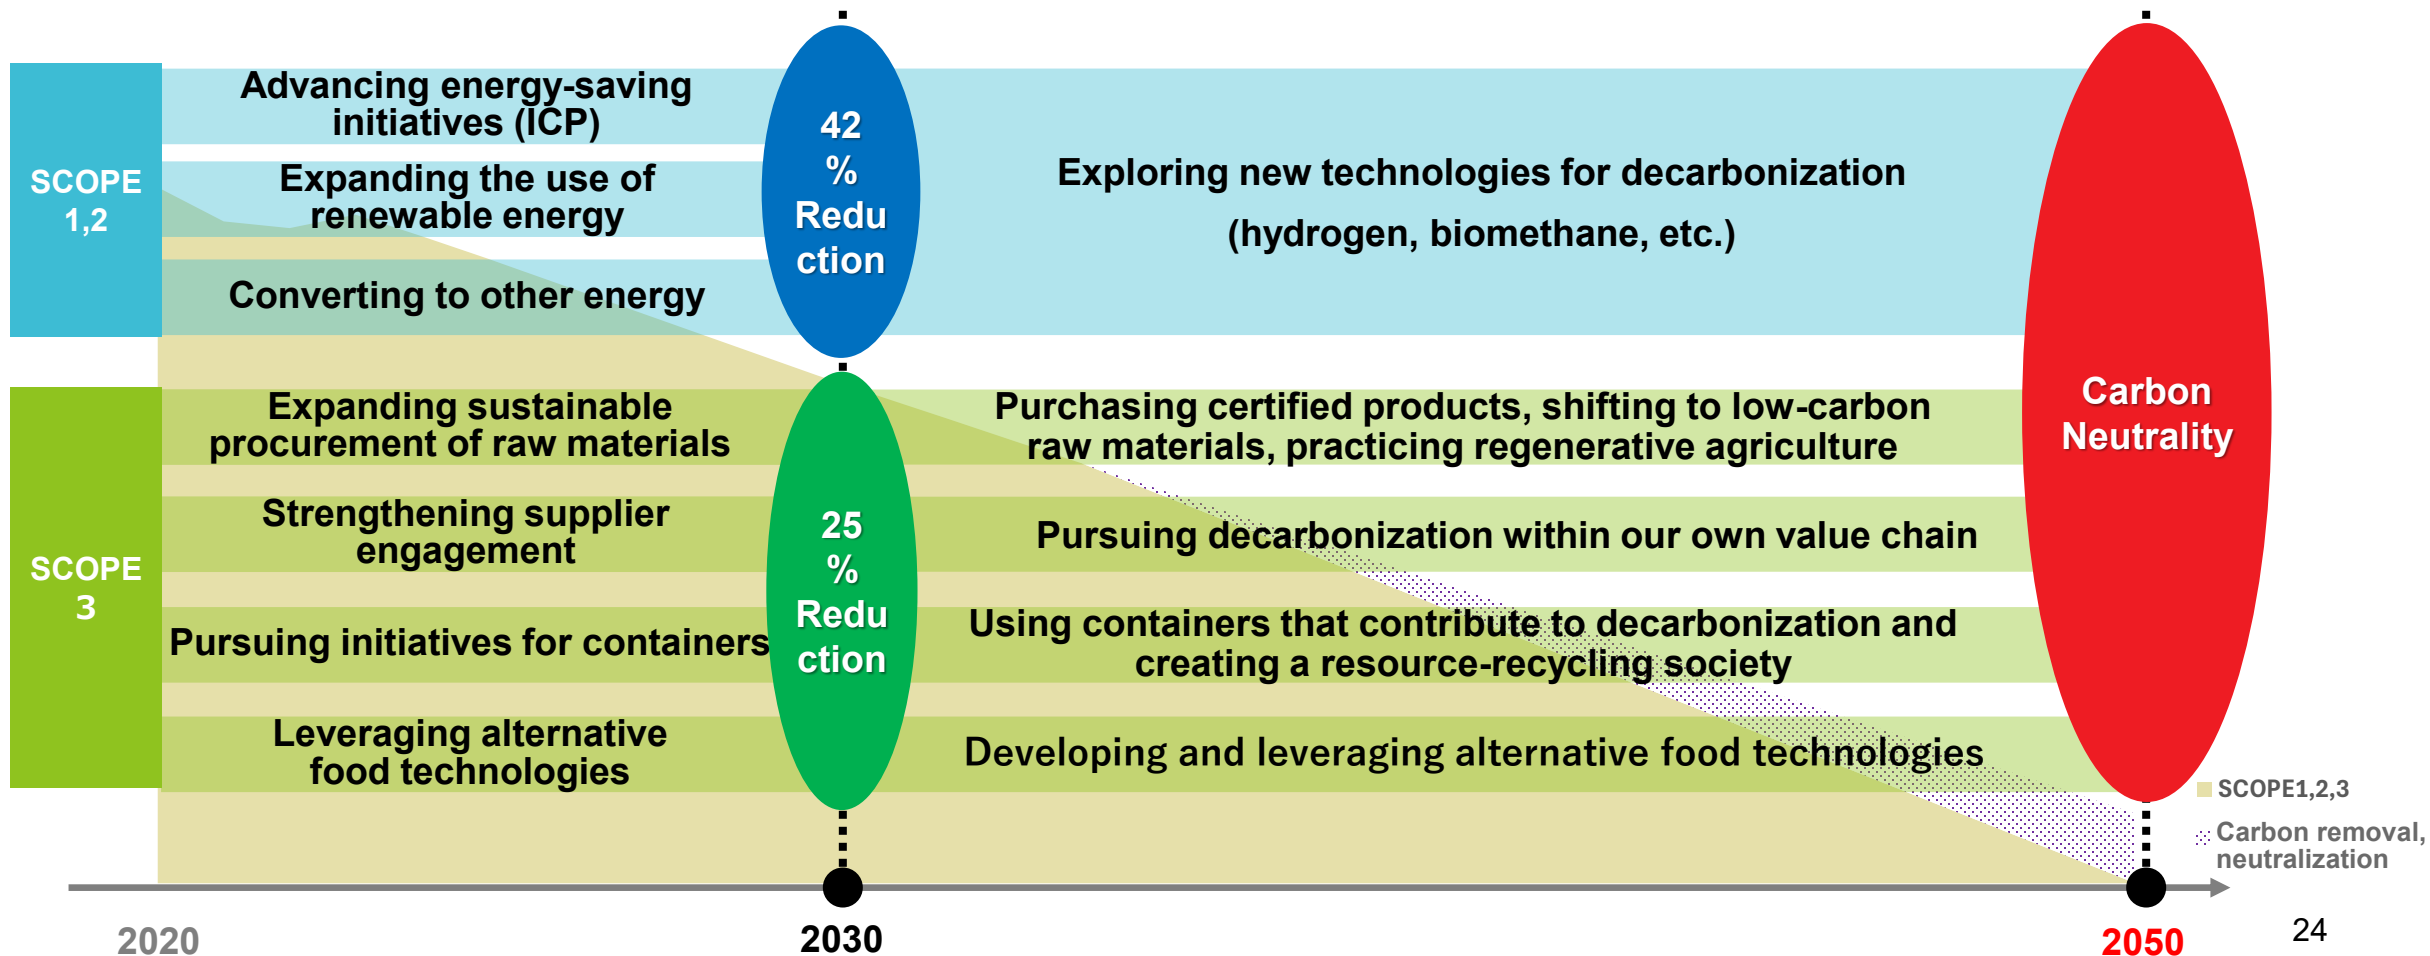 SCOPE
1,2
Advancing energy-saving
initiatives (ICP)
Expanding the use of
renewable energy
Converting to other energy
42
%
Redu
ction
Exploring new technologies for decarbonization
(hydrogen, biomethane, etc.)
SCOPE
3
Expanding sustainable
procurement of raw materials
Strengthening supplier
engagement
Pursuing initiatives for containers
Leveraging alternative
food technologies
25
%
Redu
ction
Purchasing certified products, shifting to low-carbon
raw materials, practicing regenerative agriculture
Pursuing decarbonization within our own value chain
Using containers that contribute to decarbonization and
creating a resource-recycling society
Developing and leveraging alternative food technologies
Carbon
Neutrality
SCOPE1,2,3
Carbon removal,
neutralization
2020
2030
2050
24